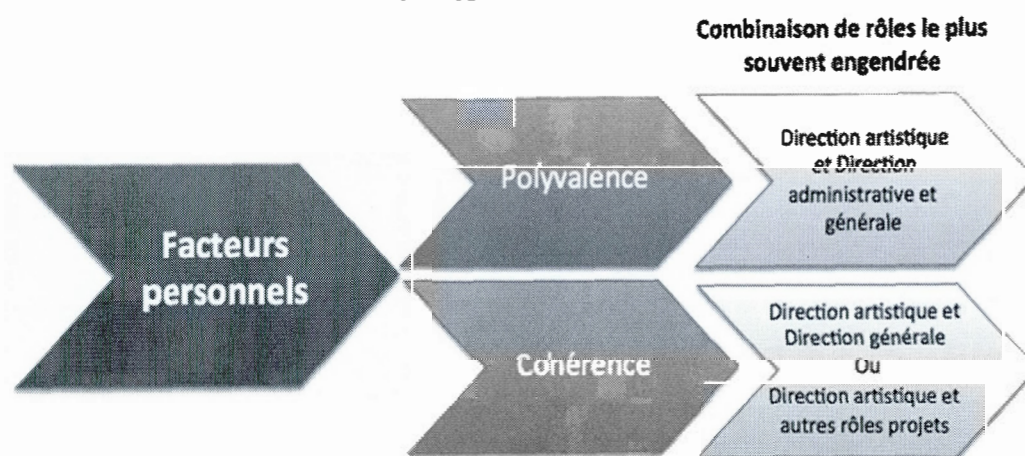 Combinaison de rôles le plus
souvent engendrée
Facteurs
personnels
Polyvalence
Direction artistique
et Direction
administrative et
générale
Cohérence
Direction artistique et
Direction générale
Ou
Direction artistique et
autres rôles projets